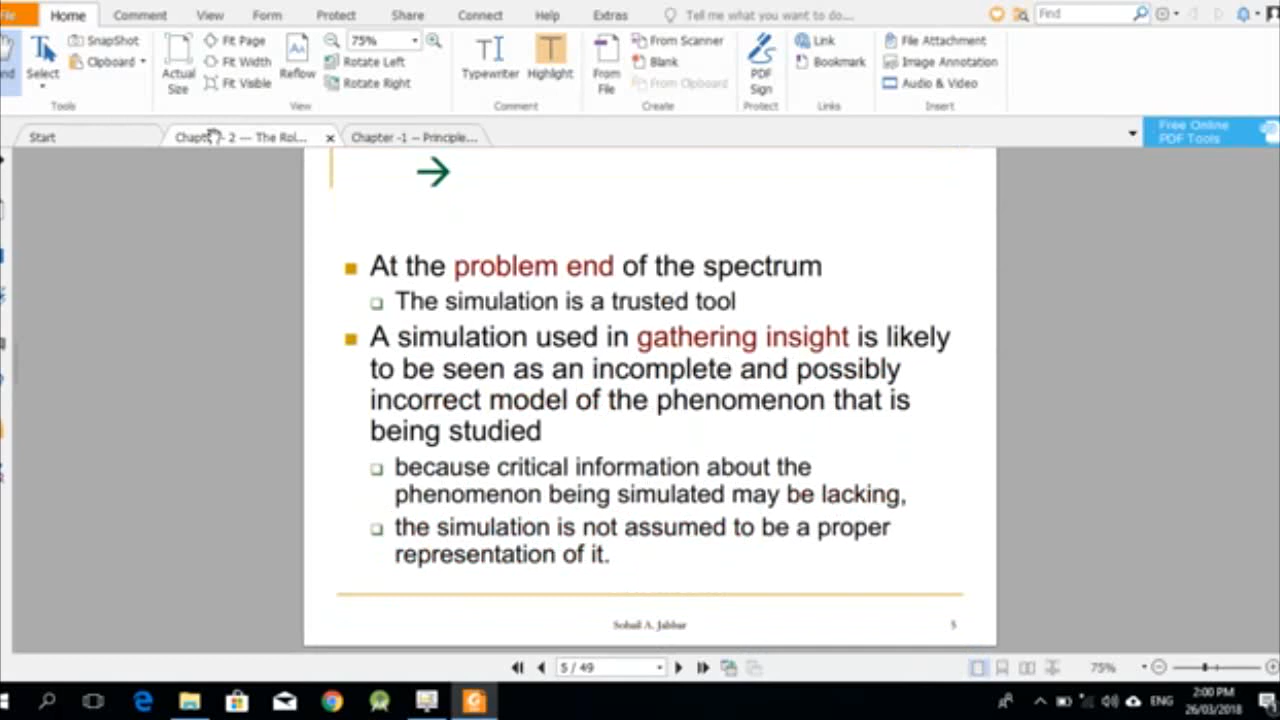 File Home Comment View Form Protect Share Connect Help Extras Tell me what you want to do... Find
SnapShot Fit Page 75% From Scanner Link File Attachment
Clipboard Fit Width Rotate Left Blank Bookmark Image Annotation
Fit Visible Rotate Right From Clipboard Audio & Video
Select Actual Size Reflow Typewriter Highlight From File PDF Sign
Tools View Comment Create Protect Links Insert
Start 2 — The Rol... Chapter -1 -- Principle... Free Online
PDF Tools
→
At the problem end of the spectrum
The simulation is a trusted tool
A simulation used in gathering insight is likely
to be seen as an incomplete and possibly
incorrect model of the phenomenon that is
being studied
because critical information about the
phenomenon being simulated may be lacking,
the simulation is not assumed to be a proper
representation of it.
Sohail A. Jabbar 5
5 / 49 75%
ENG 2:00 PM
26/03/2018